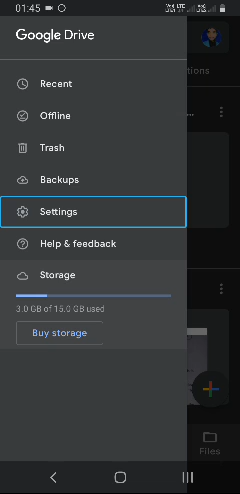 01:45
Google Drive
Recent
Offline
Trash
Backups
Settings
Help & feedback
Storage
3.0 GB of 15.0 GB used
Buy storage
Files